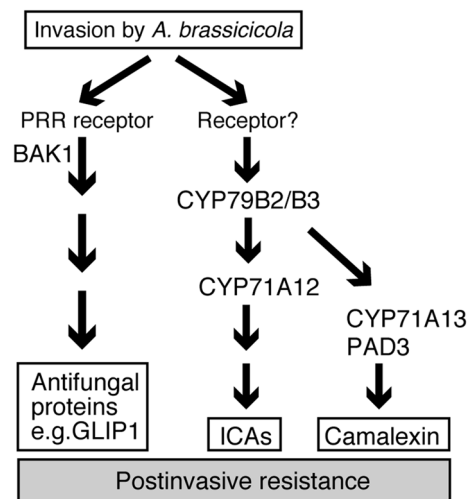 Invasion by A. brassicicola
PRR receptor
Receptor?
BAK1
CYP79B2/B3
CYP71A12
CYP71A13
PAD3
Antifungal
proteins
e.g.GLIP1
ICAs
Camalexin
Postinvasive resistance